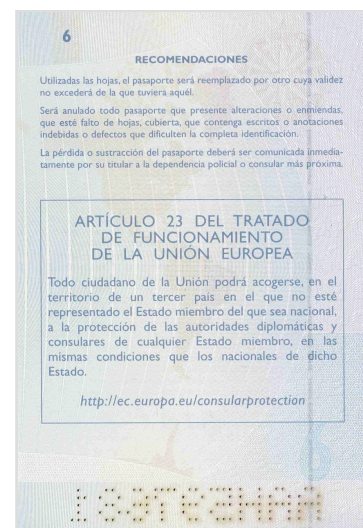 6
RECOMENDACIONES
Utilizadas las hojas, el pasaporte será reemplazado por otro cuya validez
no excederá de la que tuviera aquél.
Será anulado todo pasaporte que presente alteraciones o enmiendas,
que esté falto de hojas, cubierta, que contenga escritos o anotaciones
indebidas o defectos que dificulten la completa identificación.
La pérdida o sustracción del pasaporte deberá ser comunicada inmedia-
tamente por su titular a la dependencia policial o consular más próxima.
ARTÍCULO 23 DEL TRATADO
DE FUNCIONAMIENTO
DE LA UNIÓN EUROPEA
Todo ciudadano de la Unión podrá acogerse, en el
territorio de un tercer país en el que no esté
representado el Estado miembro del que sea nacional,
a la protección de las autoridades diplomáticas y
consulares de cualquier Estado miembro, en las
mismas condiciones que los nacionales de dicho
Estado.
http://ec.europa.eu/consularprotection